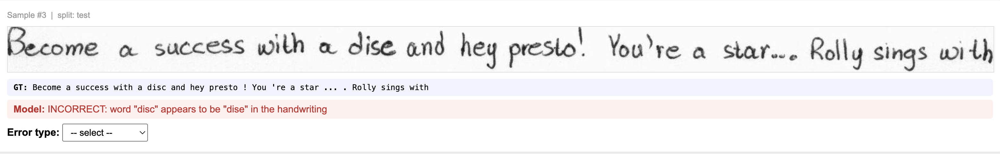 Sample #3 | split: test
Become a success with a dise and hey presto! You're a star.... Rolly sings with
GT: Become a success with a disc and hey presto ! You 're a star ... . Rolly sings with
Model: INCORRECT: word "disc" appears to be "dise" in the handwriting
Error type: -- select --